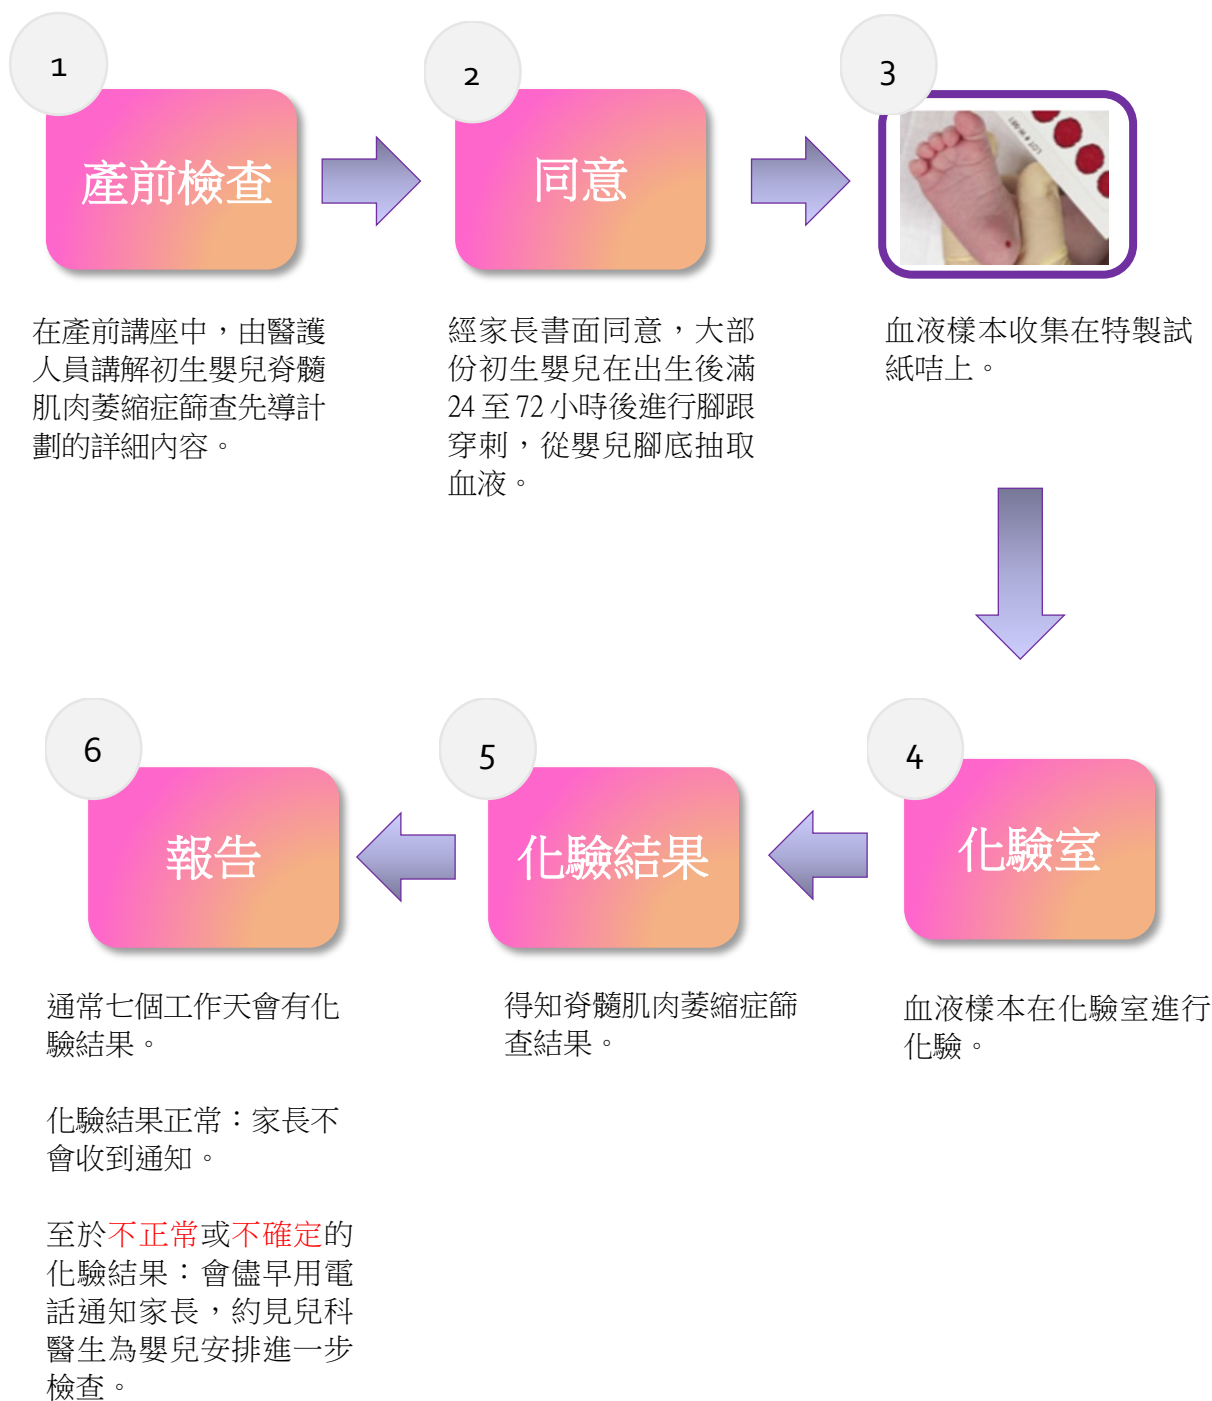 1
產前檢查
在產前講座中，由醫護
人員講解初生嬰兒脊髓
肌肉萎縮症篩查先導計
劃的詳細內容。
2
同意
經家長書面同意，大部
份初生嬰兒在出生後滿
24 至 72 小時後進行腳跟
穿刺，從嬰兒腳底抽取
血液。
3
血液樣本收集在特製試
紙咭上。
4
化驗室
血液樣本在化驗室進行
化驗。
5
化驗結果
得知脊髓肌肉萎縮症篩
查結果。
6
報告
通常七個工作天會有化
驗結果。
化驗結果正常：家長不
會收到通知。
至於不正常或不確定的
化驗結果：會儘早用電
話通知家長，約見兒科
醫生為嬰兒安排進一步
檢查。